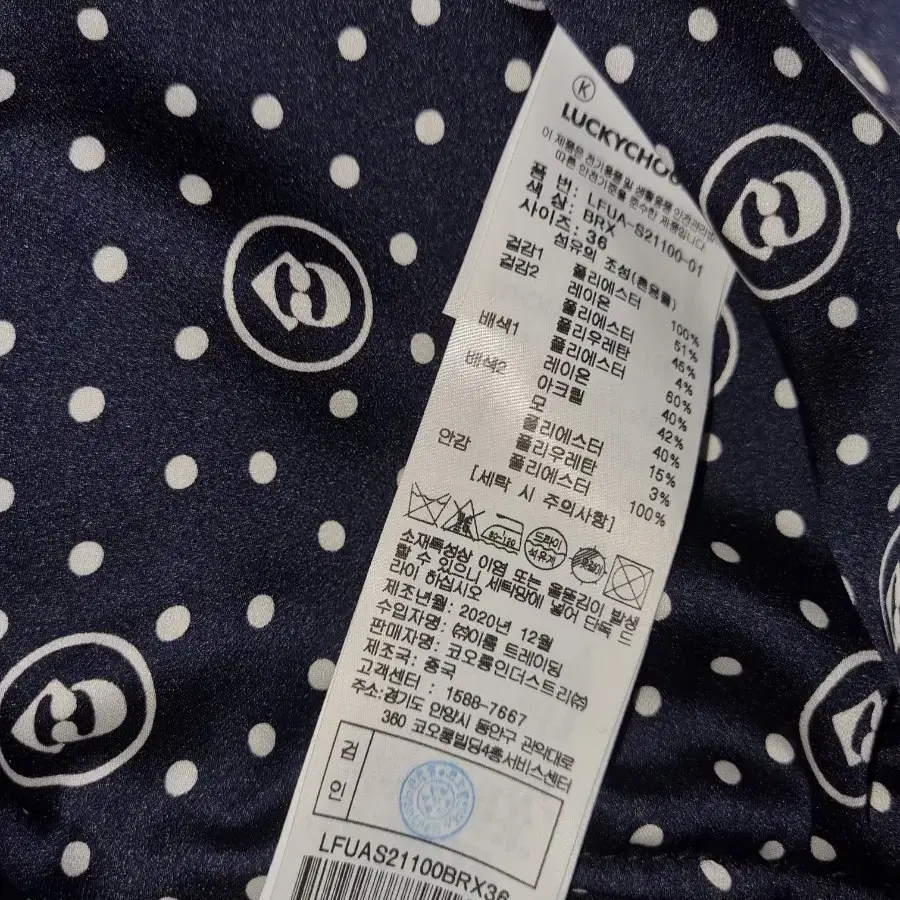 K
LUCKYCHOU
이 제품은 전기용품 및 생활용품 안전관리법
따른 안전기준을 준수한 제품입니다.
품 번: LFUA-S21100-01
색 상: BRX
사이즈: 36
섬유의 조성(혼용률)
겉감1 폴리에스터 100%
겉감2 레이온 51%
폴리에스터 45%
폴리우레탄 4%
배색1 폴리에스터 60%
레이온 40%
배색2 아크릴 42%
모 40%
폴리에스터 15%
폴리우레탄 3%
안감 폴리에스터 100%
[세탁 시 주의사항]
80~120
드라이
석유계
소재특성상 이염 또는 올뜯김이 발생
할 수 있으니 세탁망에 넣어 단독 드
라이 하십시오
제조년월: 2020년 12월
수입자명: ㈜이룸 트레이딩
판매자명: 코오롱인더스트리㈜
제조국: 중국
고객센터 : 1588-7667
주소:경기도 안양시 동안구 관악대로
360 코오롱빌딩4층서비스센터
검
인
LFUAS21100BRX36